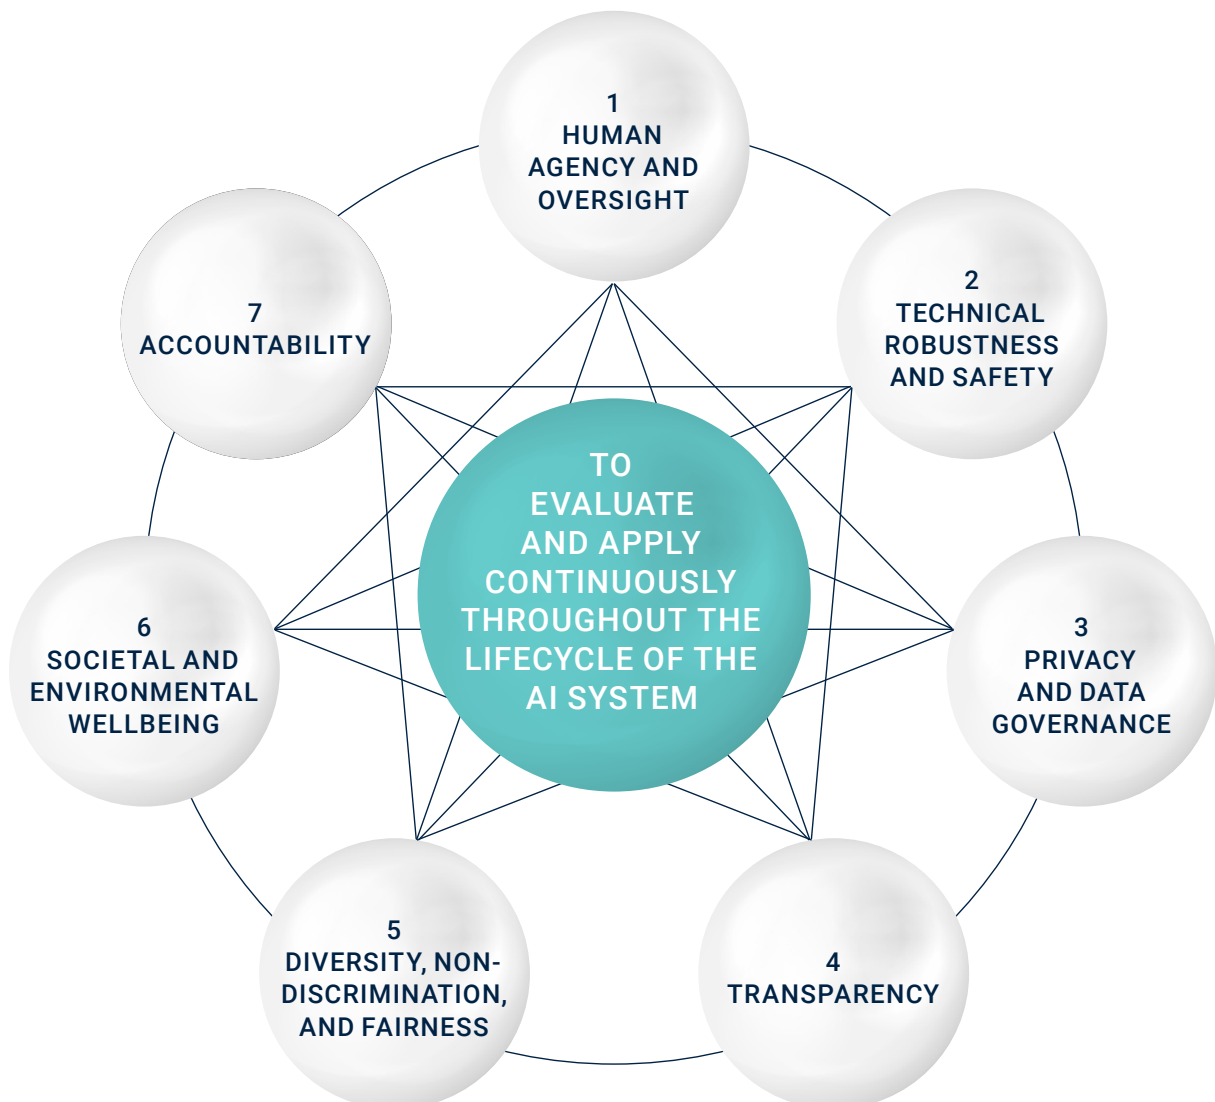 1
HUMAN
AGENCY AND
OVERSIGHT
2
TECHNICAL
ROBUSTNESS
AND SAFETY
3
PRIVACY
AND DATA
GOVERNANCE
4
TRANSPARENCY
5
DIVERSITY, NON-
DISCRIMINATION,
AND FAIRNESS
6
SOCIETAL AND
ENVIRONMENTAL
WELLBEING
7
ACCOUNTABILITY
TO
EVALUATE
AND APPLY
CONTINUOUSLY
THROUGHOUT THE
LIFECYCLE OF THE
AI SYSTEM